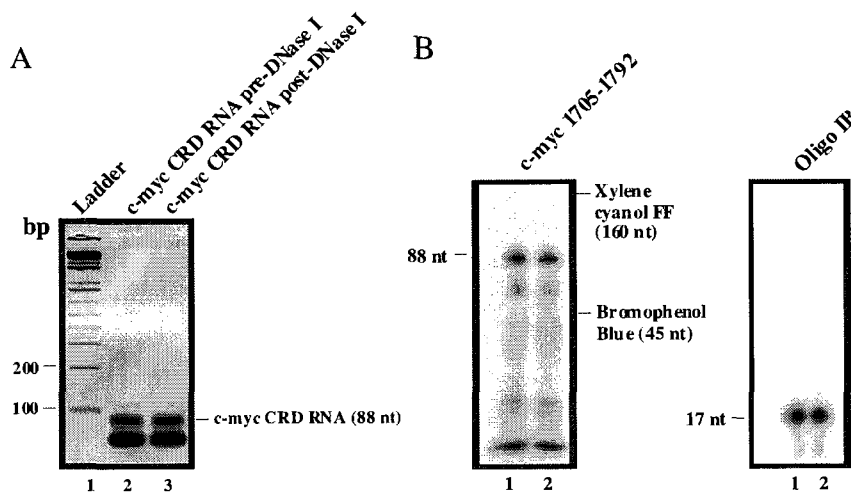 A
Ladder
c-myc CRD RNA pre-DNase I
c-myc CRD RNA post-DNase I
bp
200
100
c-myc CRD RNA (88 nt)
1 2 3
B
c-myc 1705-1792
Xylene
cyanol FF
(160 nt)
88 nt
Bromophenol
Blue (45 nt)
1 2
17 nt
1 2